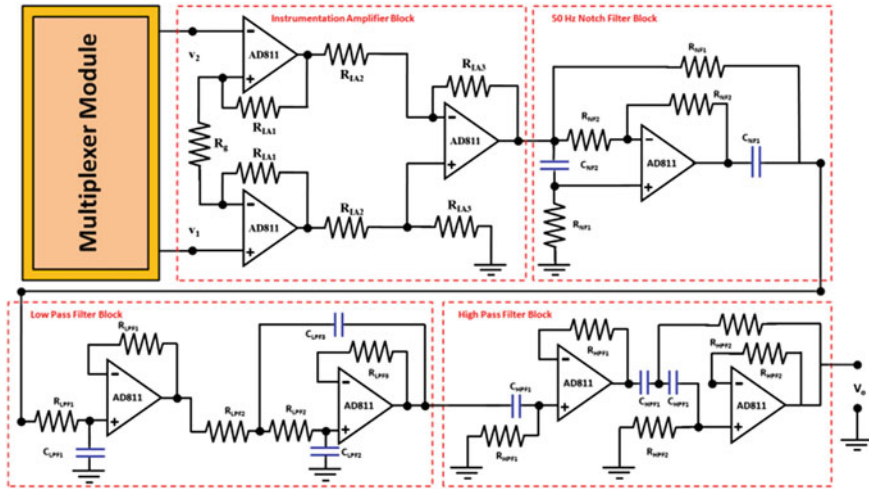 Multiplexer Module
Instrumentation Amplifier Block
v2
AD811
RIA1
RIA2
Rg
RIA1
AD811
v1
RIA2
RIA3
AD811
RIA3
50 Hz Notch Filter Block
RNF1
RNF2
RNF2
CNF2
AD811
CNF1
RNF1
Low Pass Filter Block
RLPF1
AD811
RLPF1
CLPF1
RLPF2
RLPF2
CLPF3
RLPF3
AD811
CLPF2
High Pass Filter Block
CHPF1
RHPF1
RHPF1
AD811
CHPF1
CHPF1
RHPF2
RHPF2
RHPF2
AD811
Vo